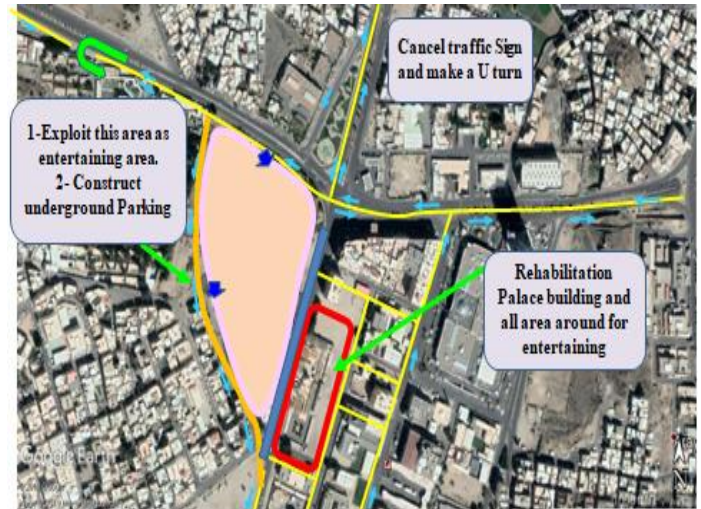 Cancel traffic Sign
and make a U turn
1-Exploit this area as
entertaining area.
2- Construct
underground Parking
Rehabilitation
Palace building and
all area around for
entertaining
Google Earth